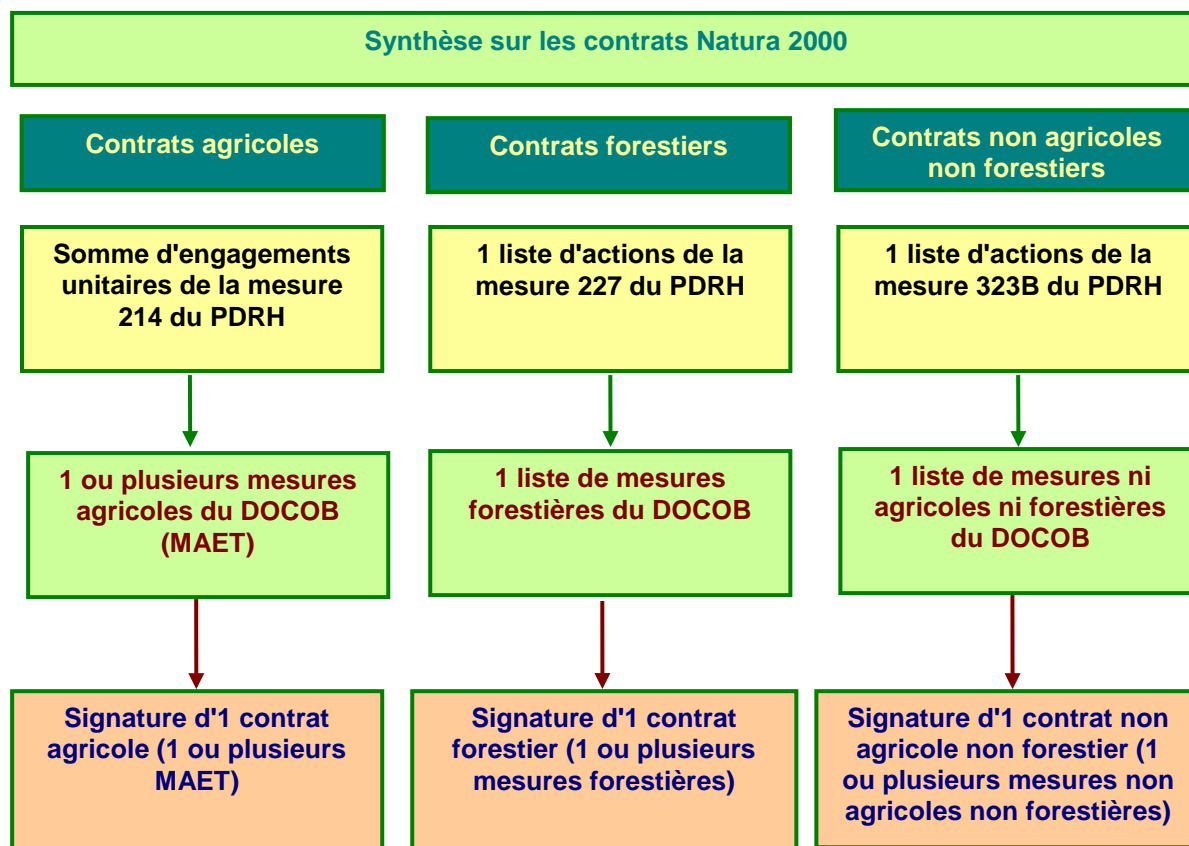 Synthèse sur les contrats Natura 2000
Contrats agricoles
Contrats forestiers
Contrats non agricoles
non forestiers
Somme d'engagements
unitaires de la mesure
214 du PDRH
1 liste d'actions de la
mesure 227 du PDRH
1 liste d'actions de la
mesure 323B du PDRH
1 ou plusieurs mesures
agricoles du DOCOB
(MAET)
1 liste de mesures
forestières du DOCOB
1 liste de mesures ni
agricoles ni forestières
du DOCOB
Signature d'1 contrat
agricole (1 ou plusieurs
MAET)
Signature d'1 contrat
forestier (1 ou plusieurs
mesures forestières)
Signature d'1 contrat non
agricole non forestier (1
ou plusieurs mesures non
agricoles non forestières)